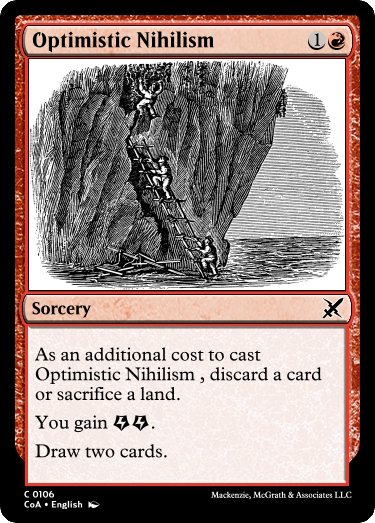 Optimistic Nihilism 1
Sorcery
As an additional cost to cast
Optimistic Nihilism , discard a card
or sacrifice a land.
You gain .
Draw two cards.
C 0106
CoA • English
Mackenzie, McGrath & Associates LLC